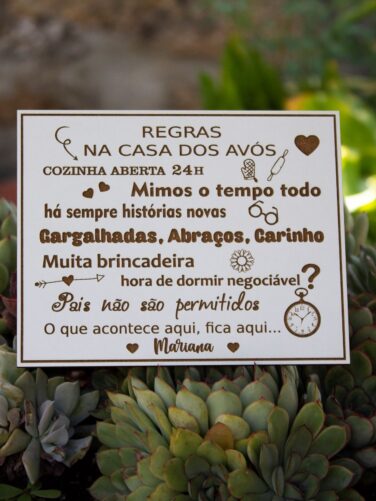 REGRAS
NA CASA DOS AVÓS
COZINHA ABERTA 24H
Mimos o tempo todo
há sempre histórias novas
Gargalhadas, Abraços, Carinho
Muita brincadeira
hora de dormir negociável ?
Pais não são permitidos
O que acontece aqui, fica aqui...
Mariana